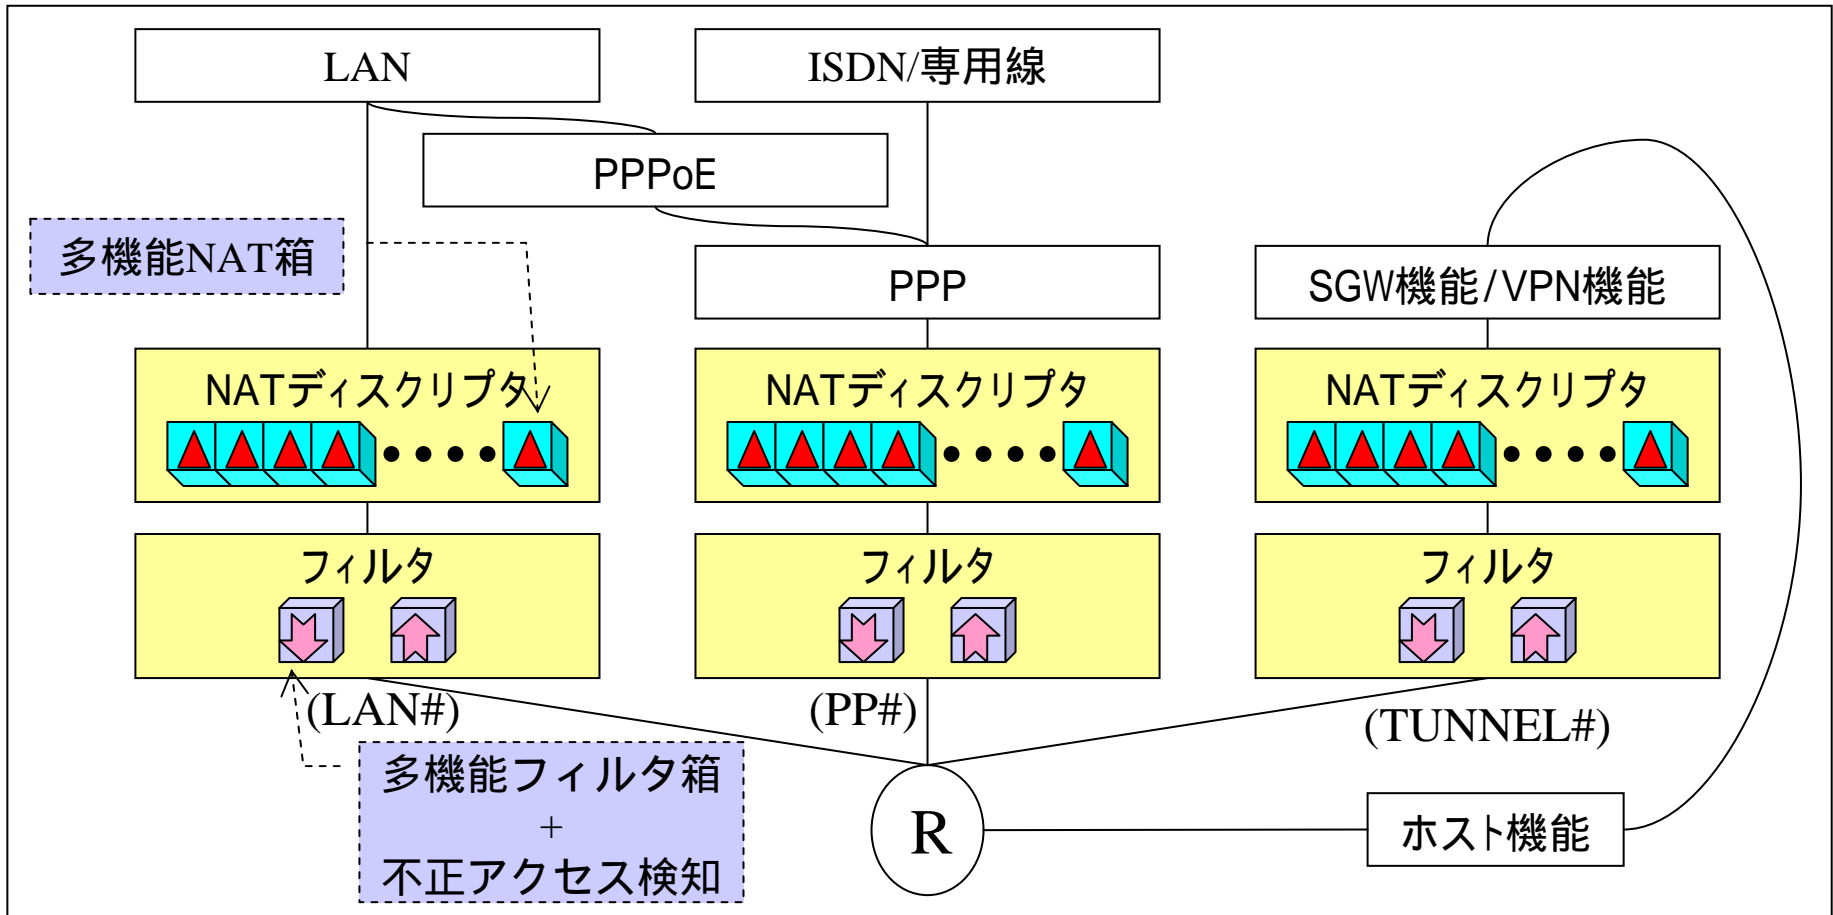 LAN
ISDN/専用線
PPPoE
多機能NAT箱
PPP
SGW機能/VPN機能
NATディスクリプタ
NATディスクリプタ
NATディスクリプタ
フィルタ
フィルタ
フィルタ
(LAN#)
(PP#)
(TUNNEL#)
多機能フィルタ箱
+
不正アクセス検知
R
ホスト機能